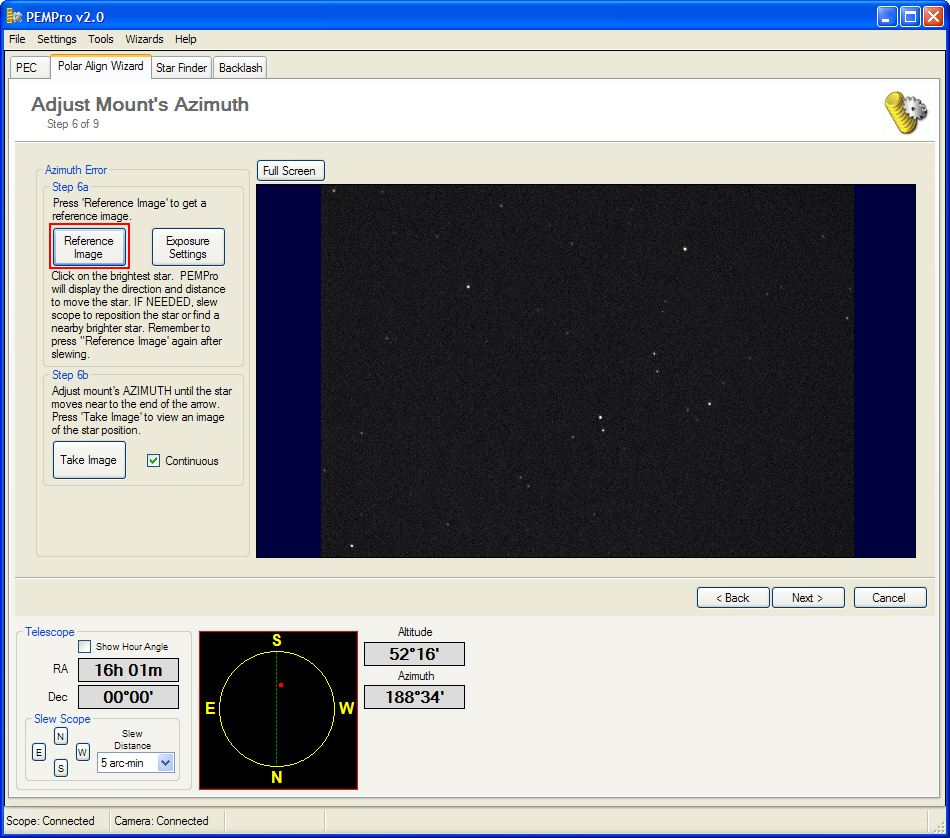 PEMPro v2.0
File Settings Tools Wizards Help
PEC Polar Align Wizard Star Finder Backlash
Adjust Mount's Azimuth
Step 6 of 9
Azimuth Error
Full Screen
Step 6a
Press 'Reference Image' to get a
reference image.
Reference
Image
Exposure
Settings
Click on the brightest star. PEMPro
will display the direction and distance
to move the star. IF NEEDED, slew
scope to reposition the star or find a
nearby brighter star. Remember to
press ''Reference Image' again after
slewing.
Step 6b
Adjust mount's AZIMUTH until the star
moves near to the end of the arrow.
Press 'Take Image' to view an image
of the star position.
Take Image
Continuous
< Back Next > Cancel
Telescope
Show Hour Angle
RA 16h 01m
Dec 00°00'
Slew Scope
N
E
W
S
Slew
Distance
5 arc-min
S
E
W
N
Altitude
52°16'
Azimuth
188°34'
Scope: Connected Camera: Connected